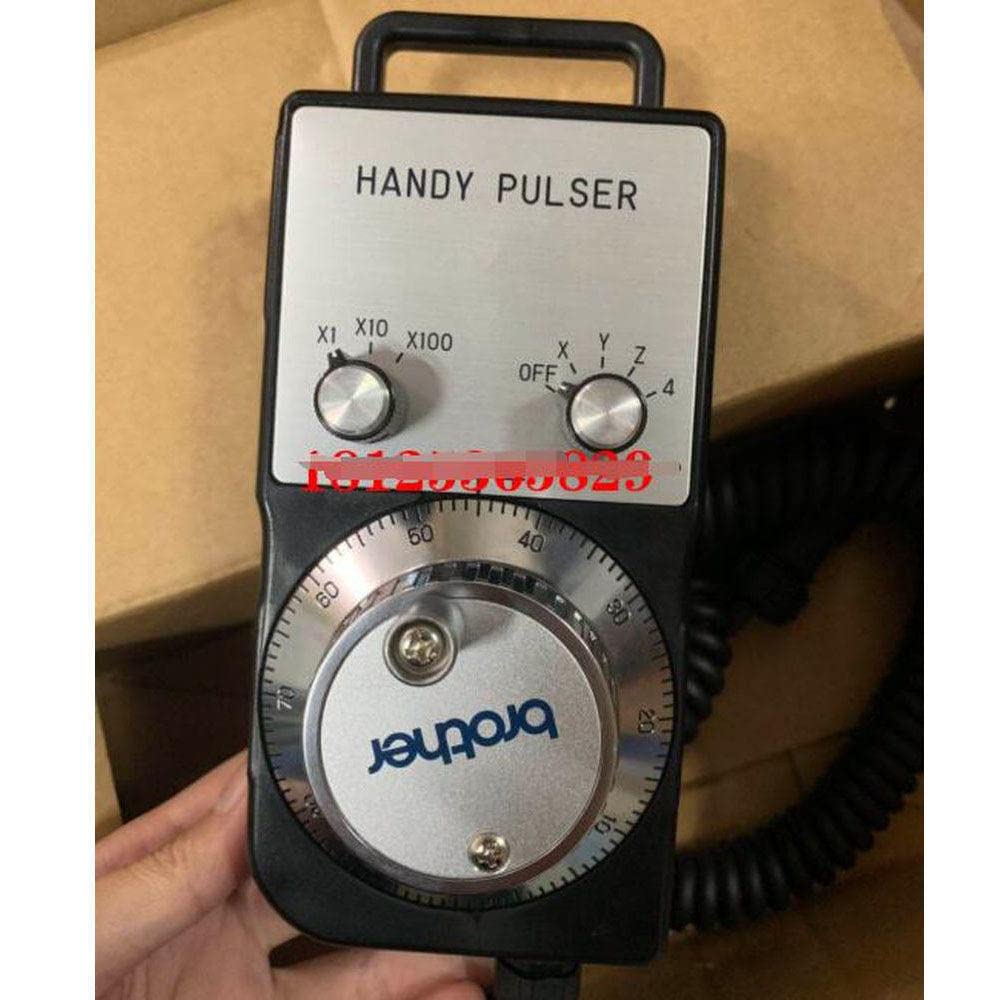 HANDY PULSER
X1 X10 X100
OFF X Y Z 4
50 40
60 30
70 20
10
brother